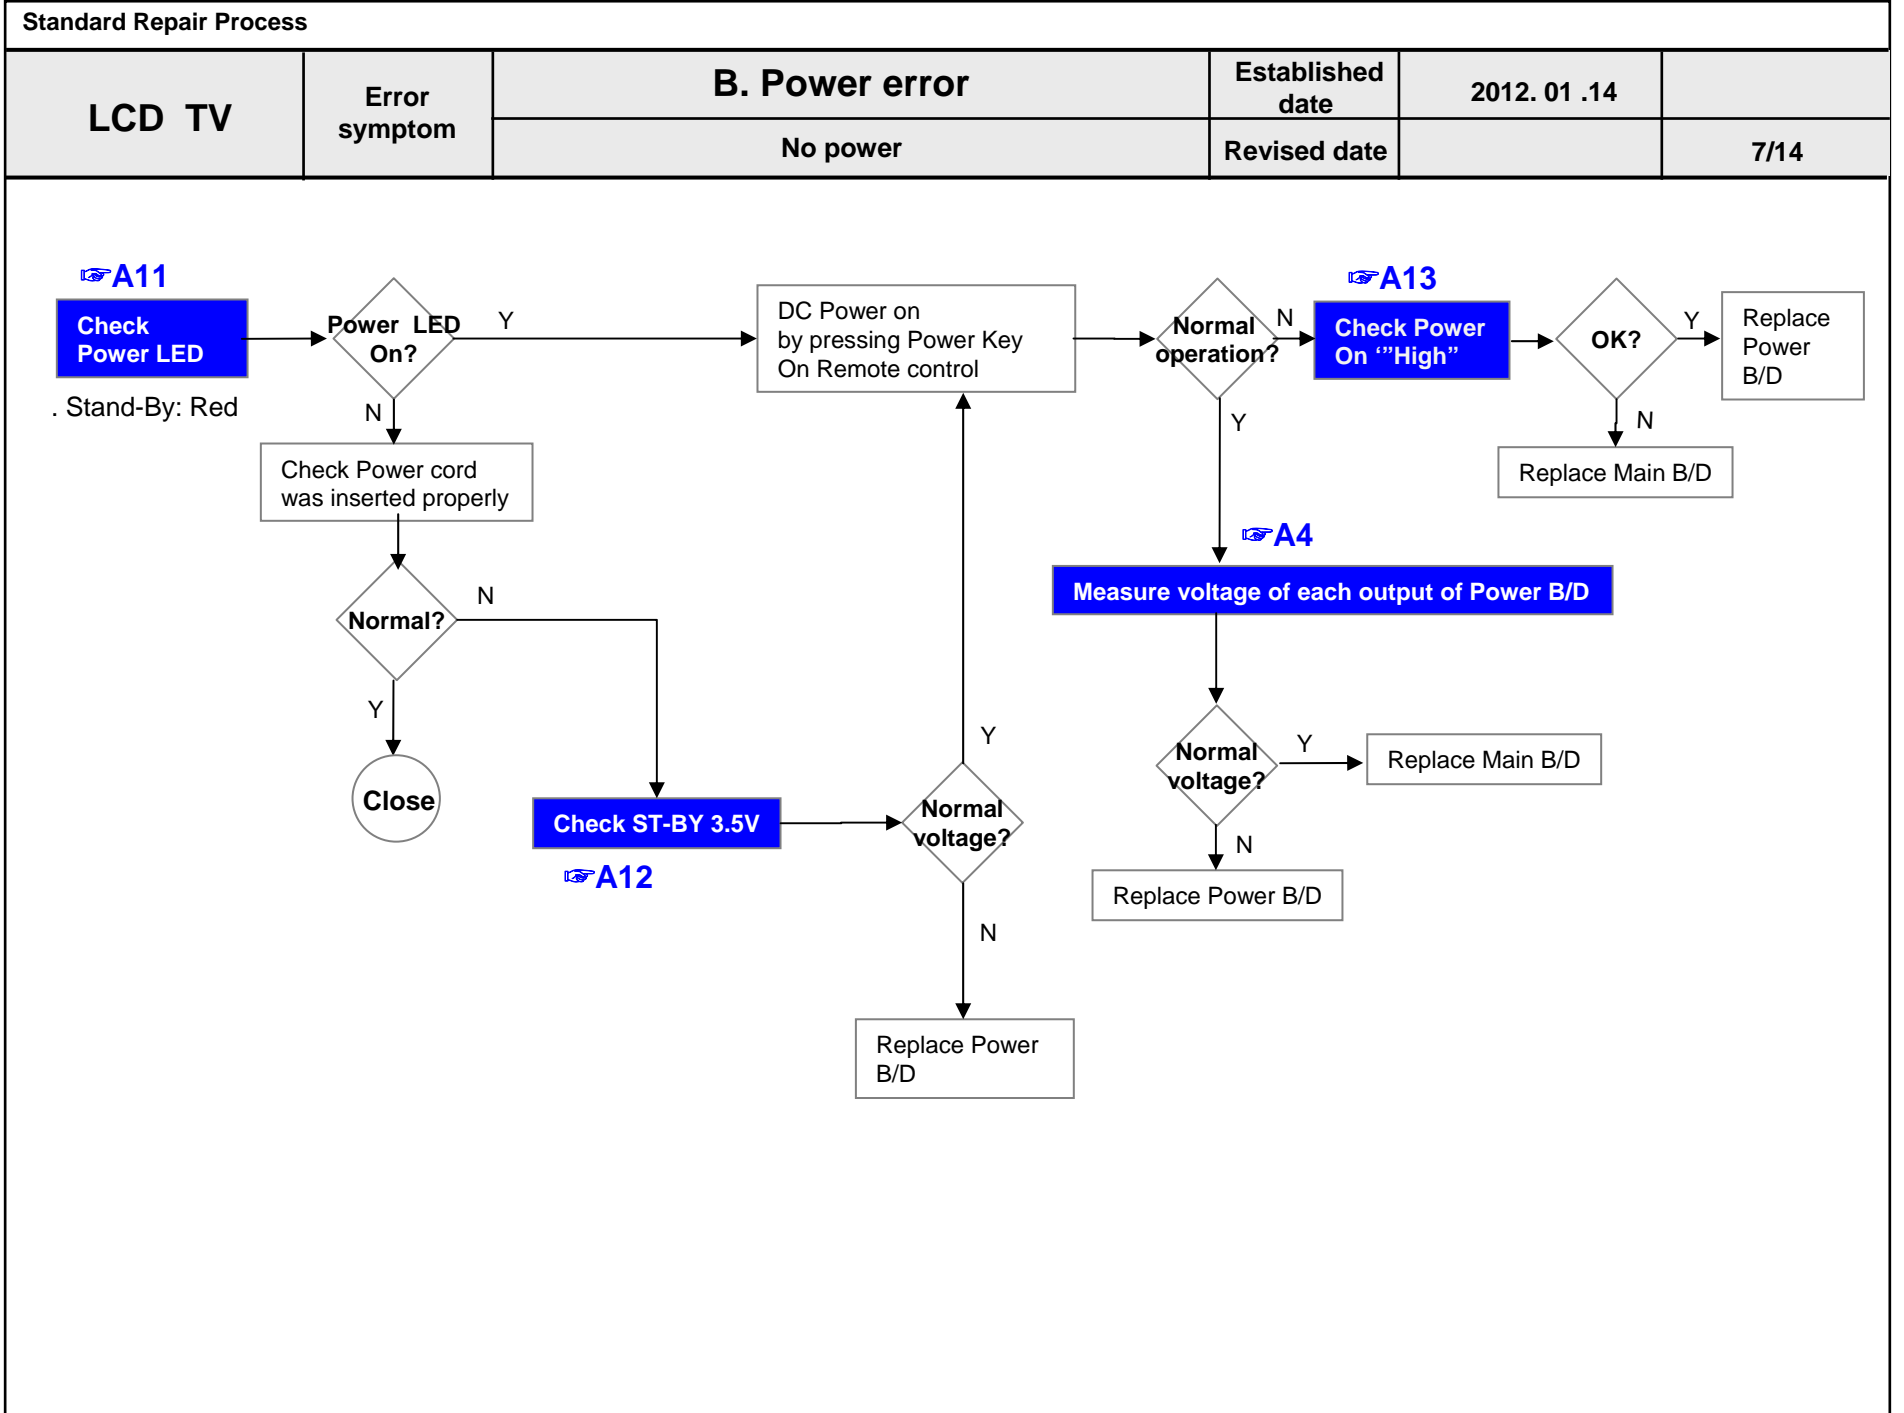 Standard Repair Process
LCD TV
Error
symptom
B. Power error
No power
Established
date
2012. 01 .14
Revised date
7/14
☞A11
Check
Power LED
. Stand-By: Red
Power LED
On?
Y
N
Check Power cord
was inserted properly
Normal?
N
Y
Close
Check ST-BY 3.5V
☞A12
Normal
voltage?
Y
N
Replace Power
B/D
DC Power on
by pressing Power Key
On Remote control
Normal
operation?
N
Y
☞A13
Check Power
On ‘”High”
OK?
Y
Replace
Power
B/D
N
Replace Main B/D
☞A4
Measure voltage of each output of Power B/D
Normal
voltage?
Y
Replace Main B/D
N
Replace Power B/D